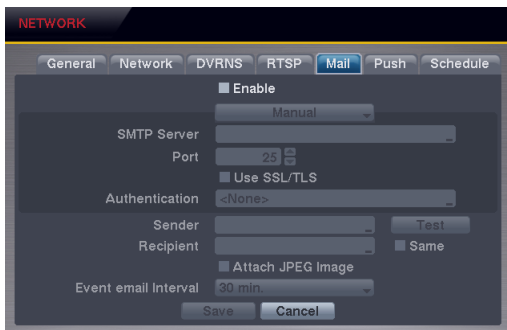 NETWORK
General Network DVRNS RTSP Mail Push Schedule
Enable
Manual
SMTP Server
Port 25
Use SSL/TLS
Authentication <None>
Sender Test
Recipient Same
Attach JPEG Image
Event email Interval 30 min.
Save Cancel